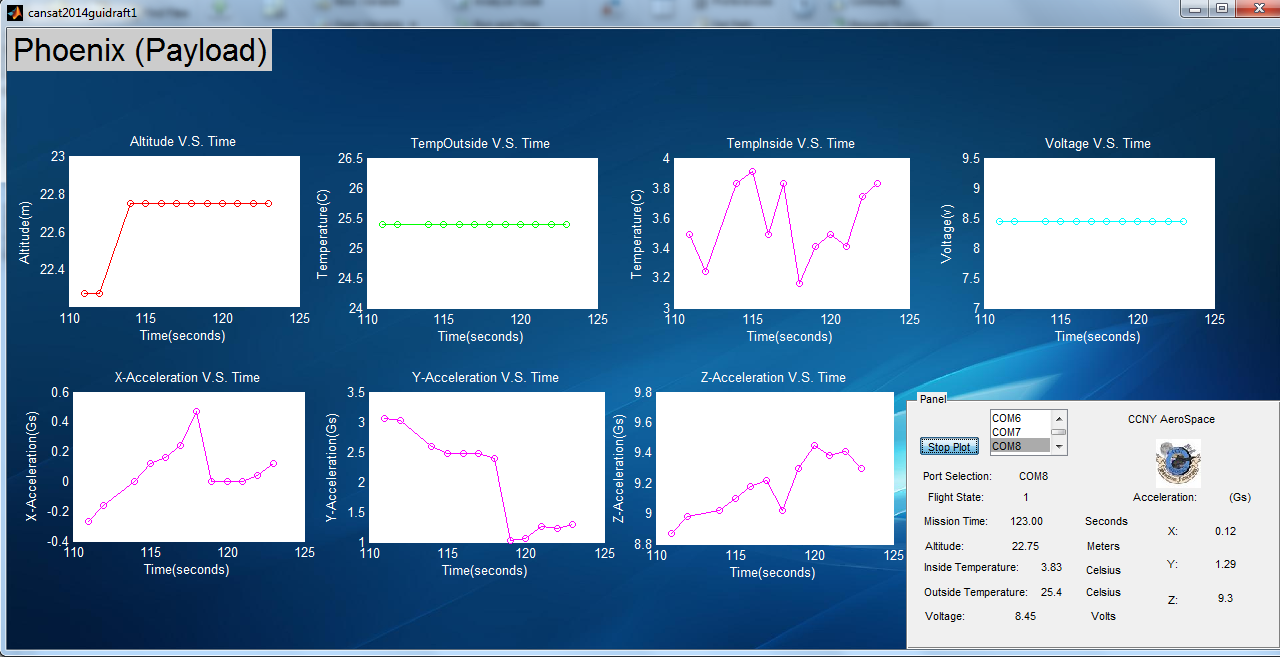 cansat2014guidraft1
Phoenix (Payload)
Altitude V.S. Time
23
22.8
22.6
22.4
Altitude(m)
110 115 120 125
Time(seconds)
TempOutside V.S. Time
26.5
26
25.5
25
24.5
24
Temperature(C)
110 115 120 125
Time(seconds)
TempInside V.S. Time
4
3.8
3.6
3.4
3.2
3
Temperature(C)
110 115 120 125
Time(seconds)
Voltage V.S. Time
9.5
9
8.5
8
7.5
7
Voltage(v)
110 115 120 125
Time(seconds)
X-Acceleration V.S. Time
0.6
0.4
0.2
0
-0.2
-0.4
X-Acceleration(Gs)
110 115 120 125
Time(seconds)
Y-Acceleration V.S. Time
3.5
3
2.5
2
1.5
1
Y-Acceleration(Gs)
110 115 120 125
Time(seconds)
Z-Acceleration V.S. Time
9.8
9.6
9.4
9.2
9
8.8
Z-Acceleration(Gs)
110 115 120 125
Time(seconds)
Panel
COM6
COM7
COM8
Stop Plot
CCNY AeroSpace
Port Selection: COM8
Flight State: 1
Acceleration: (Gs)
Mission Time: 123.00 Seconds
X: 0.12
Altitude: 22.75 Meters
Inside Temperature: 3.83 Celsius
Y: 1.29
Outside Temperature: 25.4 Celsius
Z: 9.3
Voltage: 8.45 Volts